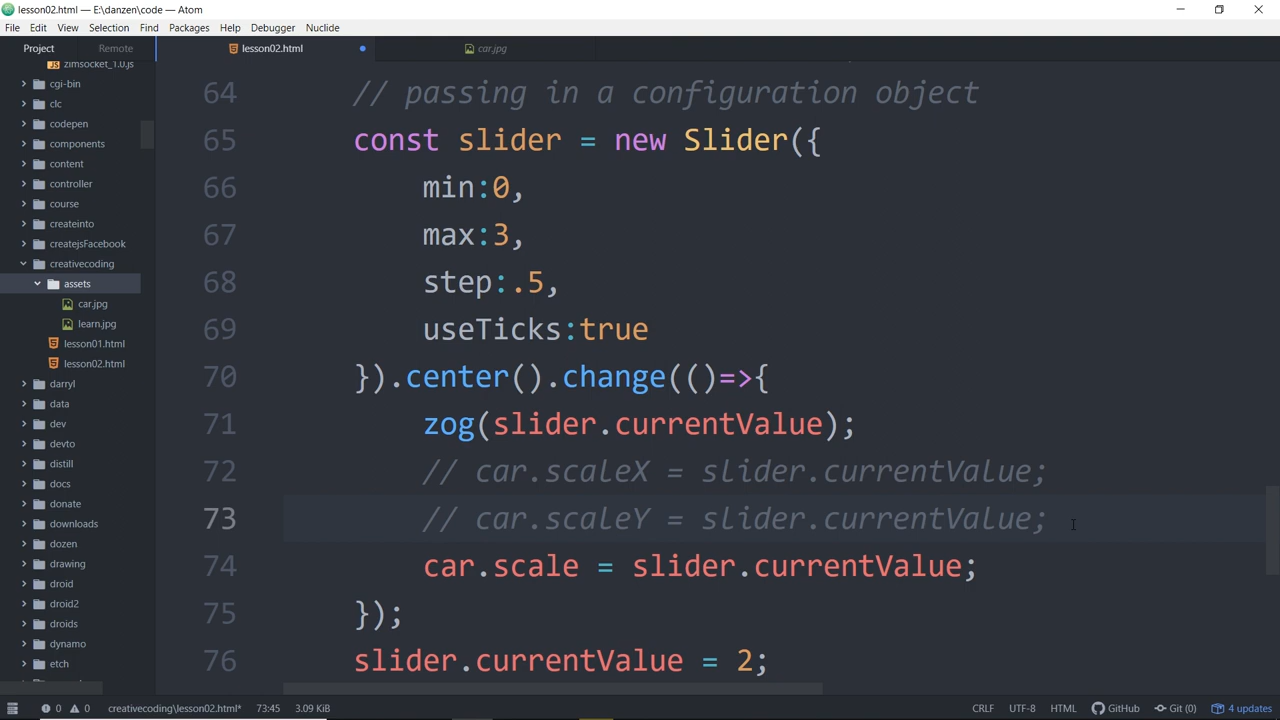 lesson02.html — E:\danzen\code — Atom
File Edit View Selection Find Packages Help Debugger Nuclide
Project Remote
lesson02.html
car.jpg
zimsocket_1.0.js
cgi-bin
clc
codepen
components
content
controller
course
createinto
createjsFacebook
creativecoding
assets
car.jpg
learn.jpg
lesson01.html
lesson02.html
darryl
data
dev
devto
distill
docs
donate
downloads
dozen
drawing
droid
droid2
droids
dynamo
etch
64 // passing in a configuration object
65 const slider = new Slider({
66 min:0,
67 max:3,
68 step:.5,
69 useTicks:true
70 }).center().change(()=>{
71 zog(slider.currentValue);
72 // car.scaleX = slider.currentValue;
73 // car.scaleY = slider.currentValue;
74 car.scale = slider.currentValue;
75 });
76 slider.currentValue = 2;
0 0 creativecoding\lesson02.html* 73:45 3.09 KiB CRLF UTF-8 HTML GitHub Git (0) 4 updates